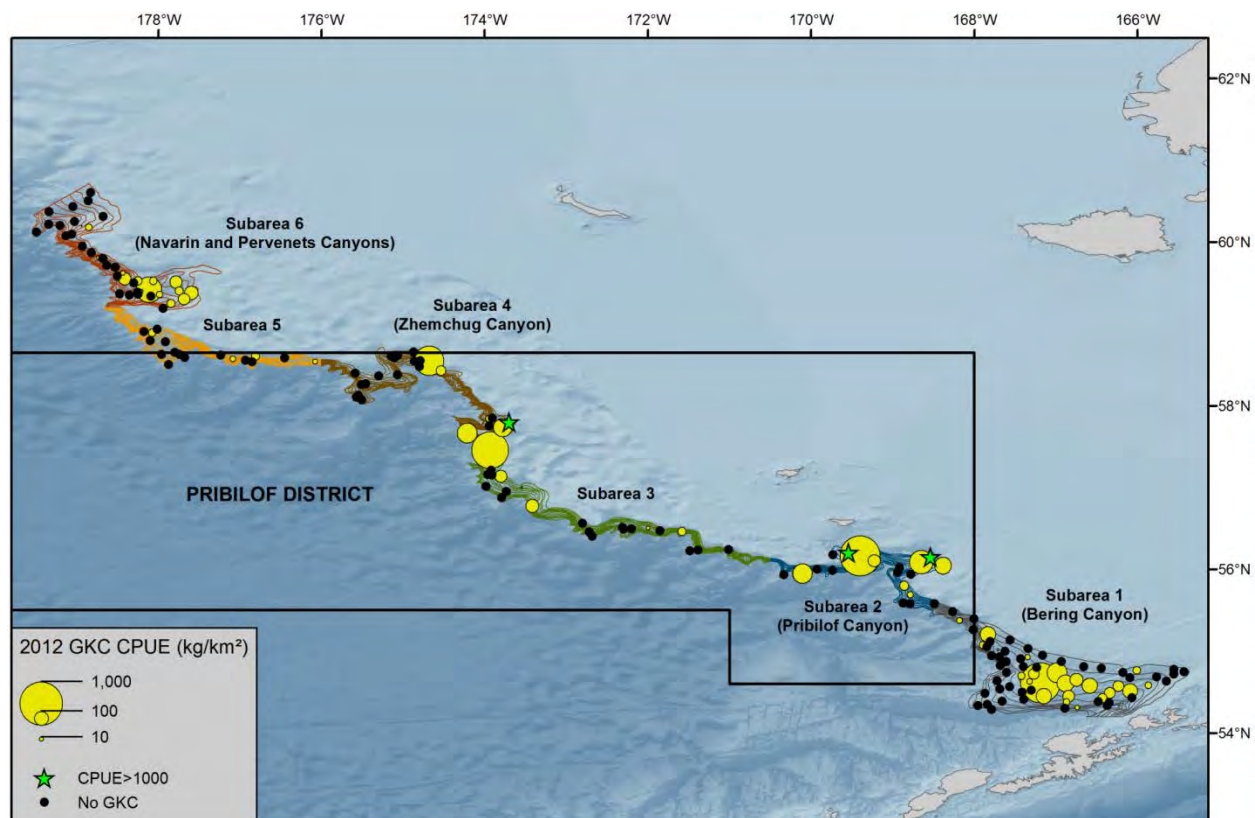 178°W 176°W 174°W 172°W 170°W 168°W 166°W
62°N
60°N
58°N
56°N
54°N
Subarea 6
(Navarin and Pervenets Canyons)
Subarea 5
Subarea 4
(Zhemchug Canyon)
PRIBILOF DISTRICT
Subarea 3
Subarea 2
(Pribilof Canyon)
Subarea 1
(Bering Canyon)
2012 GKC CPUE (kg/km²)
1,000
100
10
CPUE>1000
No GKC